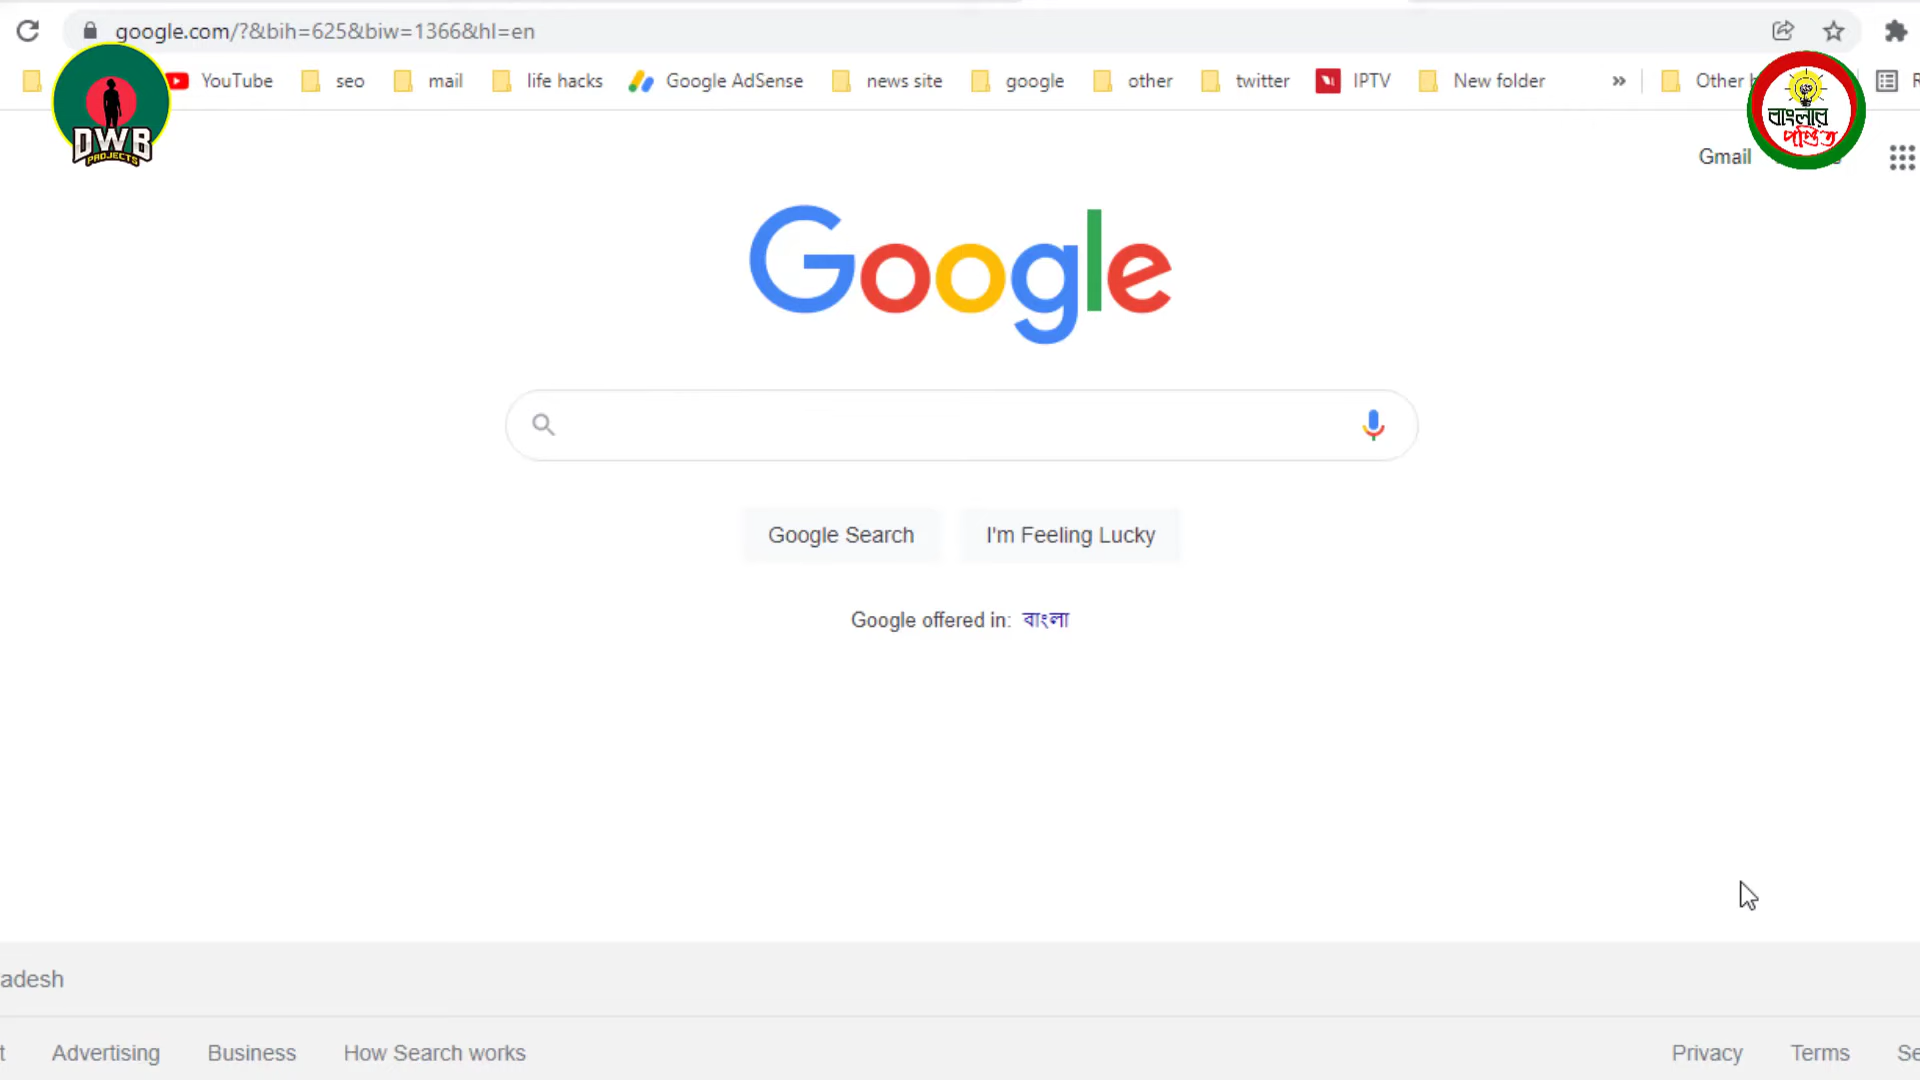 google.com/?&bih=625&biw=1366&hl=en
YouTube seo mail life hacks Google AdSense news site google other twitter IPTV New folder » Other
DWB
PROJECTS
বাংলার
পণ্ডিত
Gmail
Google
Google Search I'm Feeling Lucky
Google offered in: বাংলা
adesh
t Advertising Business How Search works Privacy Terms Se